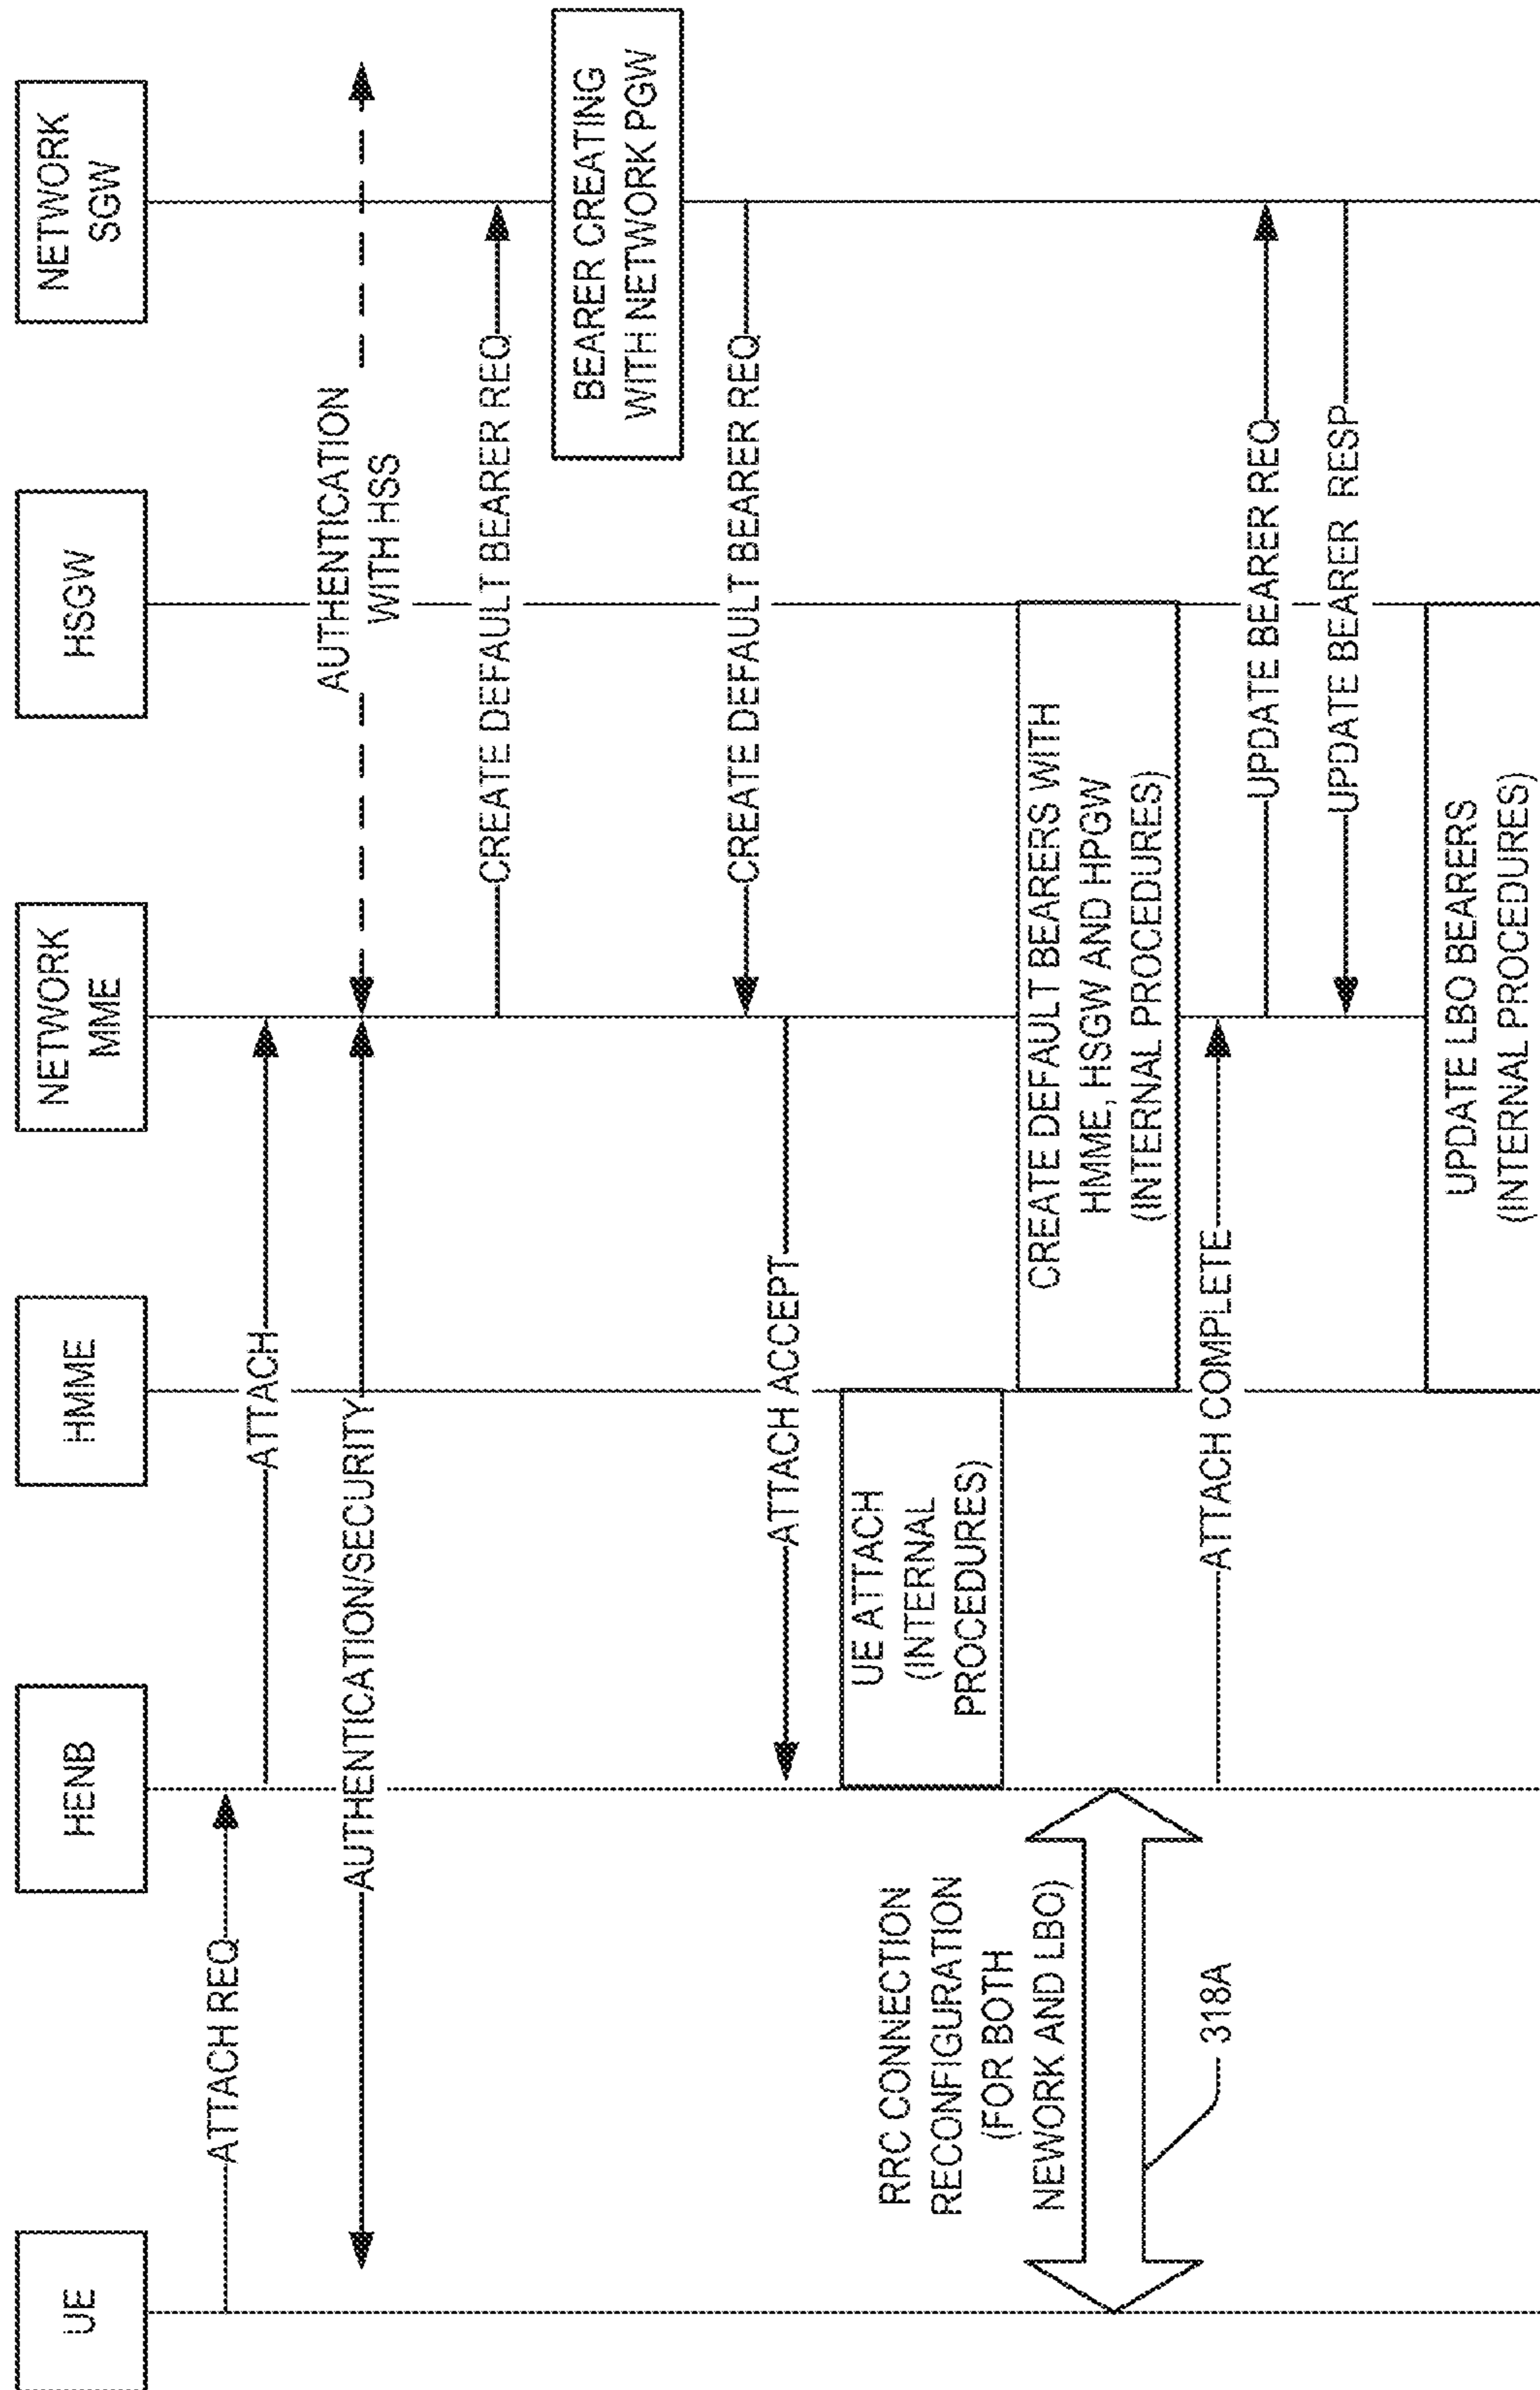 UE
HENB
HMME
NETWORK
MME
HSGW
NETWORK
SGW
ATTACH REQ
ATTACH
AUTHENTICATION/SECURITY
AUTHENTICATION
WITH HSS
CREATE DEFAULT BEARER REQ
BEARER CREATING
WITH NETWORK PGW
CREATE DEFAULT BEARER REQ
ATTACH ACCEPT
UE ATTACH
(INTERNAL
PROCEDURES)
RRC CONNECTION
RECONFIGURATION
(FOR BOTH
NEWORK AND LBO)
318A
CREATE DEFAULT BEARERS WITH
HMME, HSGW AND HPGW
(INTERNAL PROCEDURES)
ATTACH COMPLETE
UPDATE BEARER REQ
UPDATE BEARER RESP
UPDATE LBO BEARERS
(INTERNAL PROCEDURES)